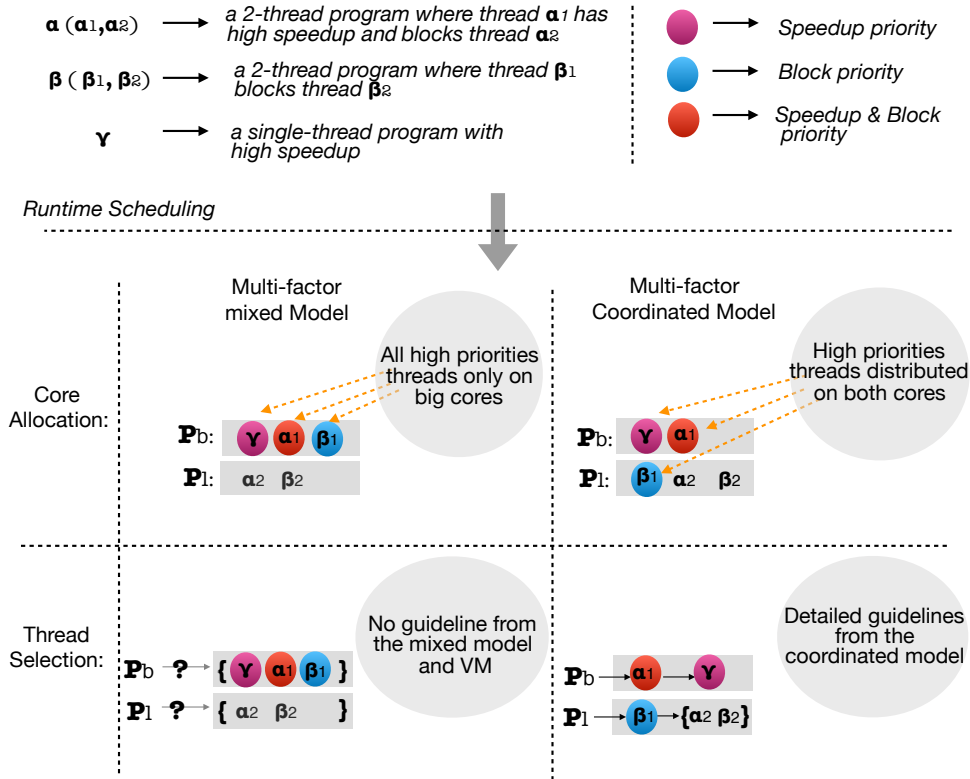 α (α1,α2)
a 2-thread program where thread α1 has
high speedup and blocks thread α2
β ( β1, β2 )
a 2-thread program where thread β1
blocks thread β2
γ
a single-thread program with
high speedup
Speedup priority
Block priority
Speedup & Block
priority
Runtime Scheduling
Multi-factor
mixed Model
Multi-factor
Coordinated Model
Core
Allocation:
All high priorities
threads only on
big cores
High priorities
threads distributed
on both cores
Pb: γ α1 β1
Pl: α2 β2
Pb: γ α1
Pl: β1 α2 β2
Thread
Selection:
No guideline from
the mixed model
and VM
Detailed guidelines
from the
coordinated model
Pb ? { γ α1 β1 }
Pl ? { α2 β2 }
Pb α1 γ
Pl β1 {α2 β2}